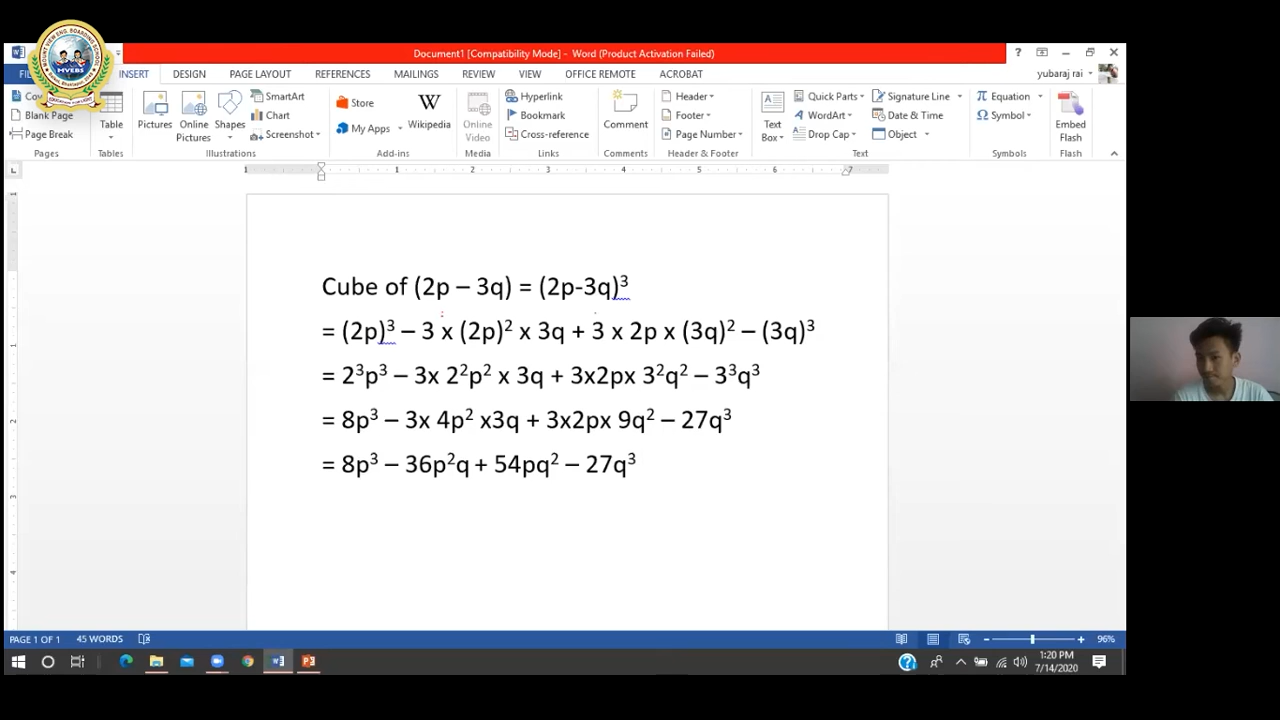 Document1 [Compatibility Mode] - Word (Product Activation Failed)
INSERT DESIGN PAGE LAYOUT REFERENCES MAILINGS REVIEW VIEW OFFICE REMOTE ACROBAT yubaraj rai
Blank Page
Page Break
Pages
Table
Tables
Pictures
Online Pictures
Shapes
SmartArt
Chart
Screenshot
Illustrations
Store
My Apps
Wikipedia
Add-ins
Online Video
Media
Hyperlink
Bookmark
Cross-reference
Links
Comment
Comments
Header
Footer
Page Number
Header & Footer
Text Box
Quick Parts
WordArt
Drop Cap
Signature Line
Date & Time
Object
Text
Equation
Symbol
Symbols
Embed Flash
Flash
Cube of (2p – 3q) = (2p-3q)³
= (2p)³ – 3 x (2p)² x 3q + 3 x 2p x (3q)² – (3q)³
= 2³p³ – 3x 2²p² x 3q + 3x2px 3²q² – 3³q³
= 8p³ – 3x 4p² x3q + 3x2px 9q² – 27q³
= 8p³ – 36p²q + 54pq² – 27q³
PAGE 1 OF 1 45 WORDS 96%
1:20 PM
7/14/2020